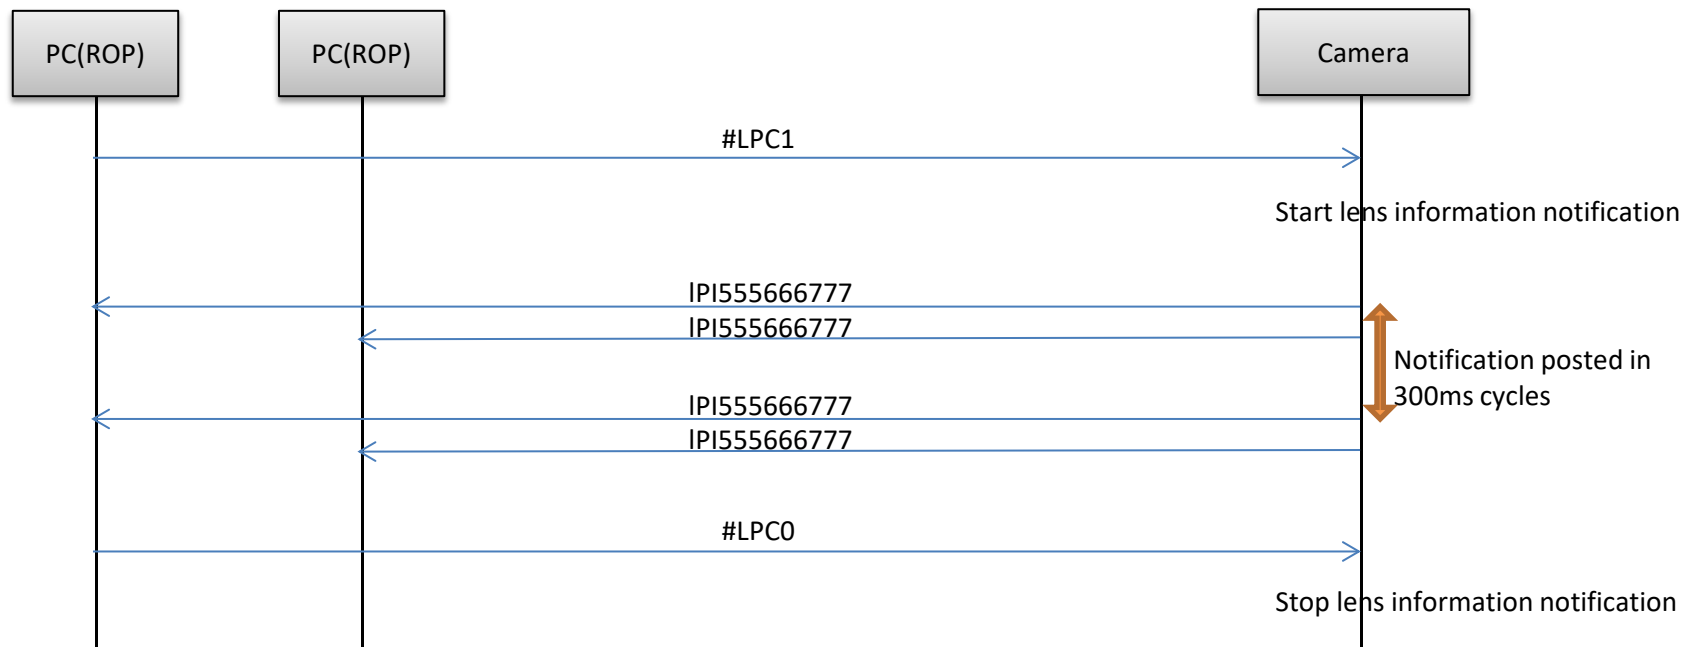 PC(ROP)
PC(ROP)
Camera
#LPC1
Start lens information notification
lPI555666777
lPI555666777
Notification posted in
300ms cycles
lPI555666777
lPI555666777
#LPC0
Stop lens information notification